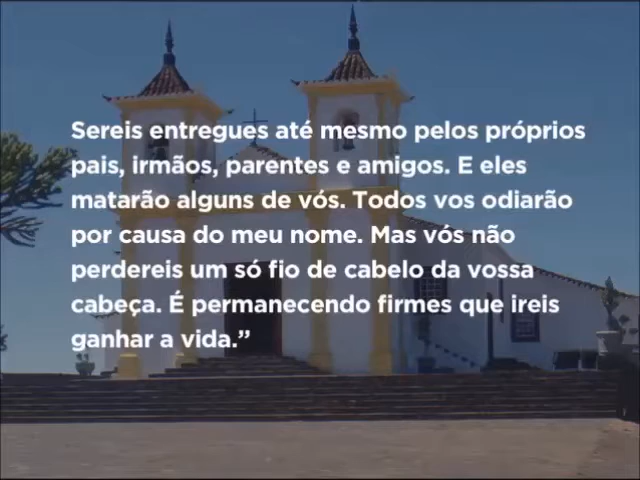 Sereis entregues até mesmo pelos próprios
pais, irmãos, parentes e amigos. E eles
matarão alguns de vós. Todos vos odiarão
por causa do meu nome. Mas vós não
perdereis um só fio de cabelo da vossa
cabeça. É permanecendo firmes que ireis
ganhar a vida.”